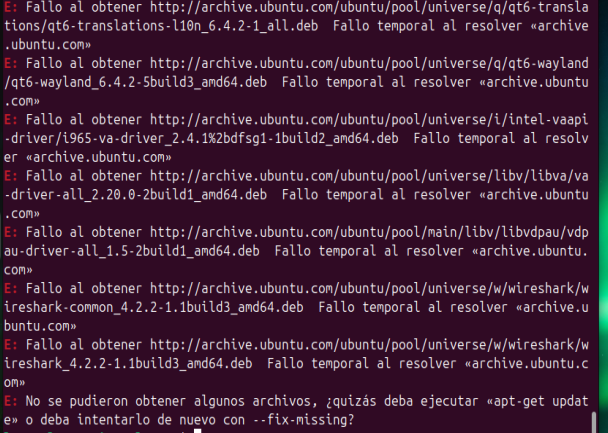 E: Fallo al obtener http://archive.ubuntu.com/ubuntu/pool/universe/q/qt6-transla
tions/qt6-translations-l10n_6.4.2-1_all.deb  Fallo temporal al resolver «archive
.ubuntu.com»
E: Fallo al obtener http://archive.ubuntu.com/ubuntu/pool/universe/q/qt6-wayland
/qt6-wayland_6.4.2-5build3_amd64.deb  Fallo temporal al resolver «archive.ubuntu
.com»
E: Fallo al obtener http://archive.ubuntu.com/ubuntu/pool/universe/i/intel-vaapi
-driver/i965-va-driver_2.4.1%2bdfsg1-1build2_amd64.deb  Fallo temporal al resolv
er «archive.ubuntu.com»
E: Fallo al obtener http://archive.ubuntu.com/ubuntu/pool/universe/libv/libva/va
-driver-all_2.20.0-2build1_amd64.deb  Fallo temporal al resolver «archive.ubuntu
.com»
E: Fallo al obtener http://archive.ubuntu.com/ubuntu/pool/main/libv/libvdpau/vdp
au-driver-all_1.5-2build1_amd64.deb  Fallo temporal al resolver «archive.ubuntu.
com»
E: Fallo al obtener http://archive.ubuntu.com/ubuntu/pool/universe/w/wireshark/w
ireshark-common_4.2.2-1.1build3_amd64.deb  Fallo temporal al resolver «archive.u
buntu.com»
E: Fallo al obtener http://archive.ubuntu.com/ubuntu/pool/universe/w/wireshark/w
ireshark_4.2.2-1.1build3_amd64.deb  Fallo temporal al resolver «archive.ubuntu.c
om»
E: No se pudieron obtener algunos archivos, ¿quizás deba ejecutar «apt-get updat
e» o deba intentarlo de nuevo con --fix-missing?